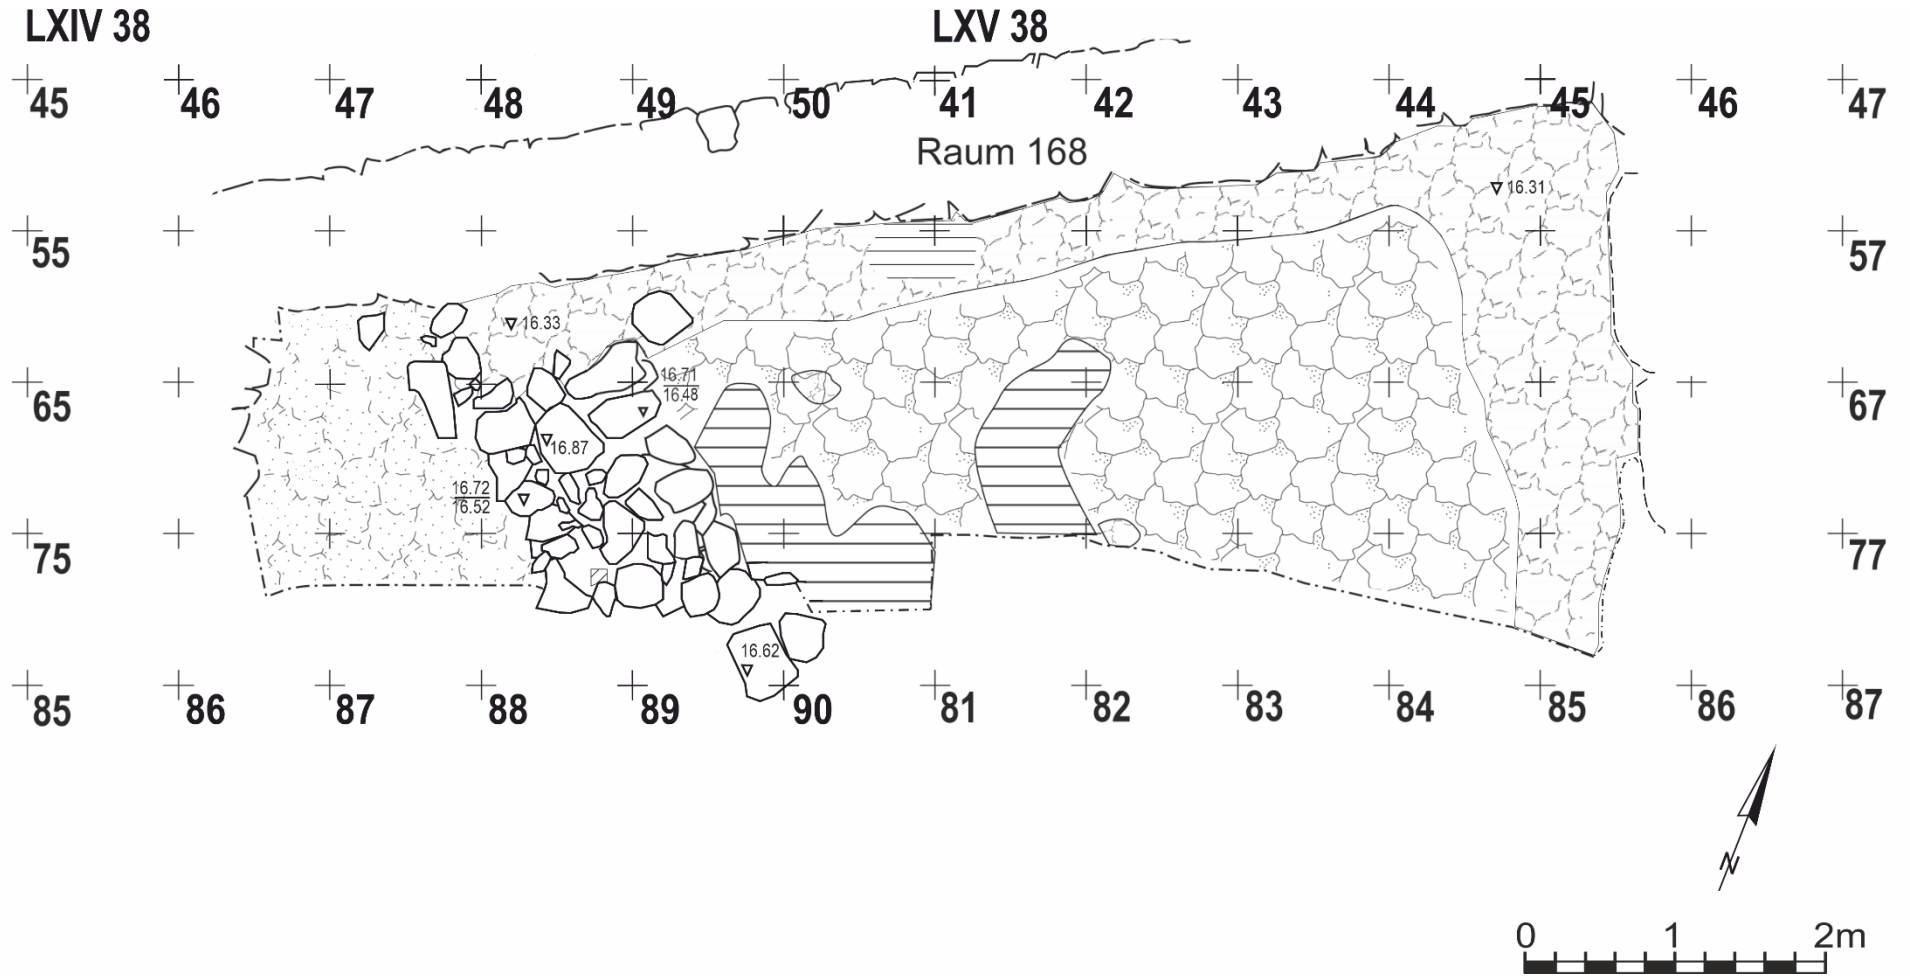 LXIV 38 LXV 38
45 46 47 48 49 50 41 42 43 44 45 46 47
Raum 168
16.31
55 57
16.33
16.71
16.48
65 67
16.87
16.72
16.52
75 77
16.62
85 86 87 88 89 90 81 82 83 84 85 86 87
N
0 1 2m